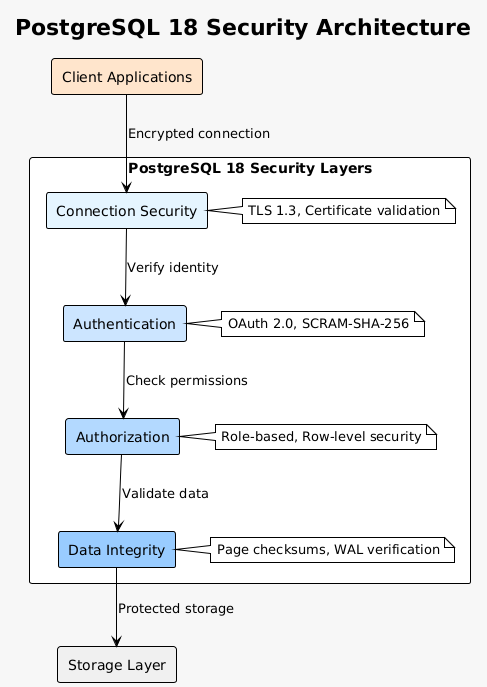 PostgreSQL 18 Security Architecture
Client Applications
Encrypted connection
PostgreSQL 18 Security Layers
Connection Security
TLS 1.3, Certificate validation
Verify identity
Authentication
OAuth 2.0, SCRAM-SHA-256
Check permissions
Authorization
Role-based, Row-level security
Validate data
Data Integrity
Page checksums, WAL verification
Protected storage
Storage Layer